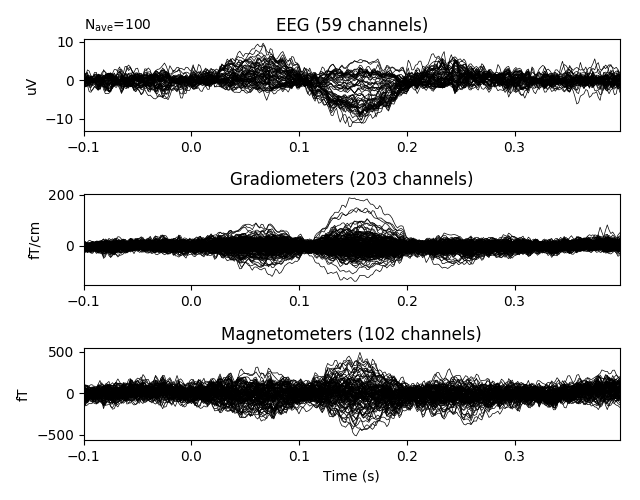 N_ave=100
EEG (59 channels)
10
0
−10
uV
−0.1 0.0 0.1 0.2 0.3
Gradiometers (203 channels)
200
0
fT/cm
−0.1 0.0 0.1 0.2 0.3
Magnetometers (102 channels)
500
0
−500
fT
−0.1 0.0 0.1 0.2 0.3
Time (s)